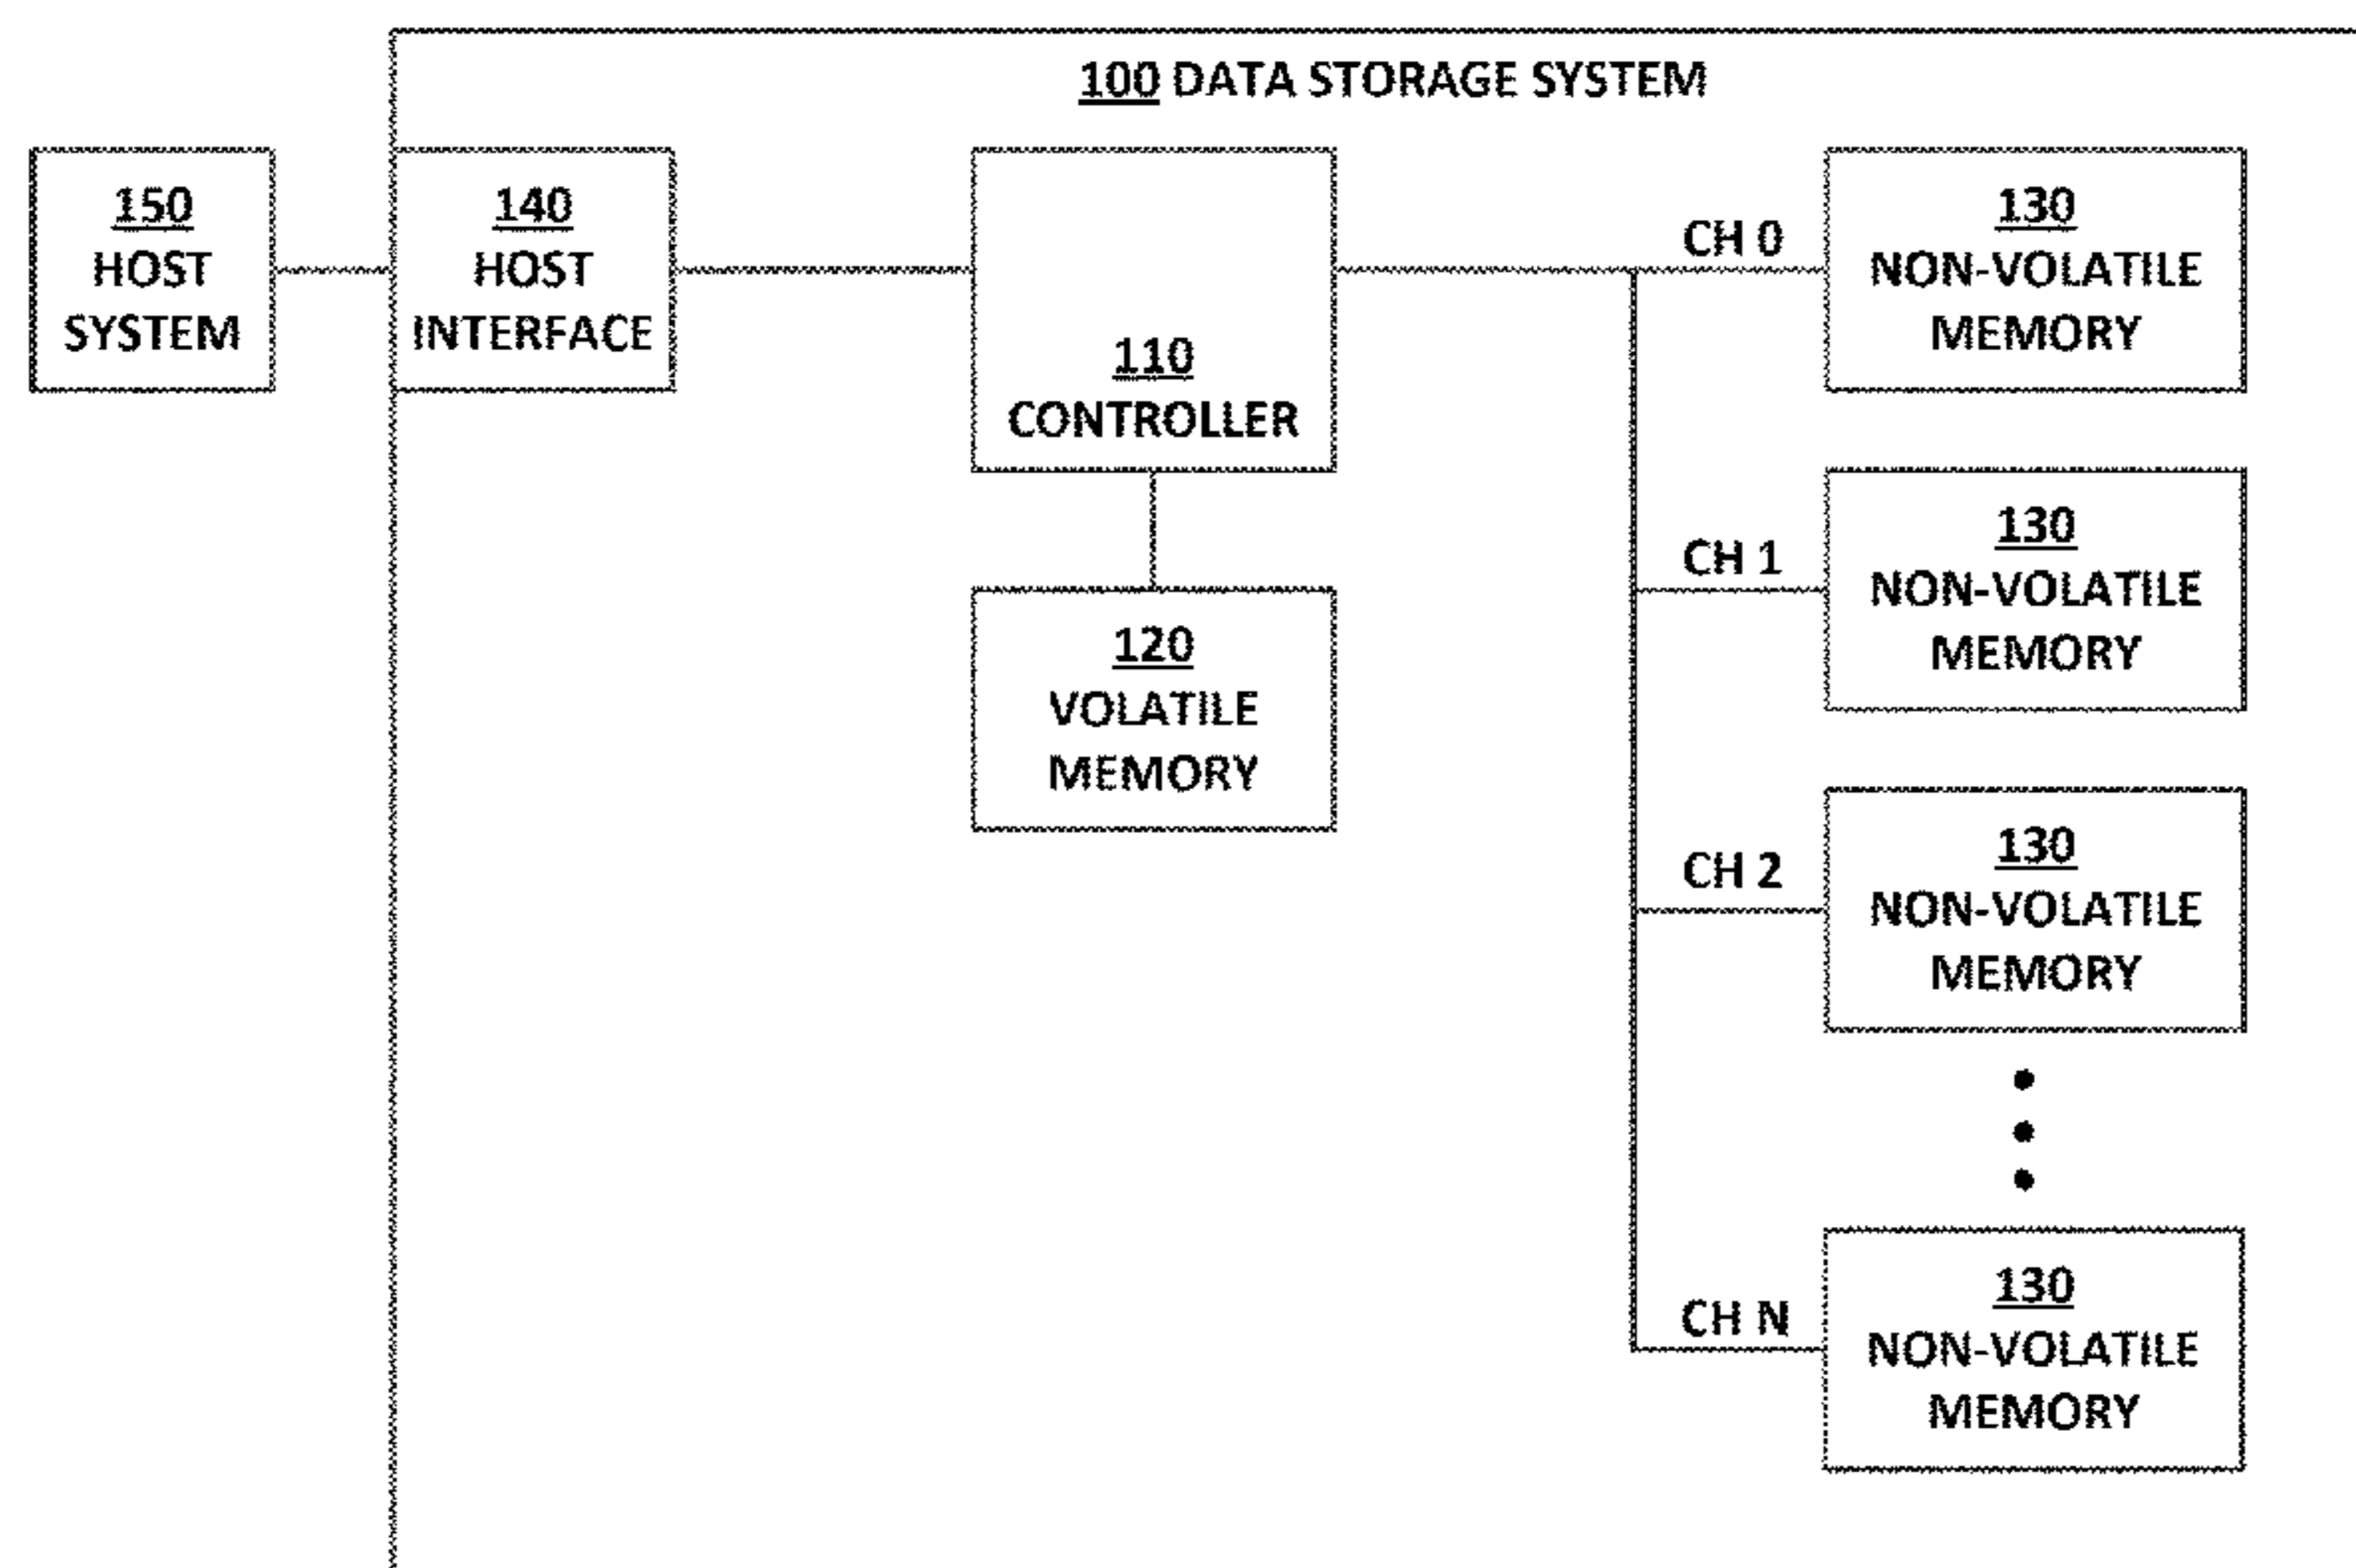 100 DATA STORAGE SYSTEM
150
HOST
SYSTEM
140
HOST
INTERFACE
110
CONTROLLER
120
VOLATILE
MEMORY
CH 0
130
NON-VOLATILE
MEMORY
CH 1
130
NON-VOLATILE
MEMORY
CH 2
130
NON-VOLATILE
MEMORY
CH N
130
NON-VOLATILE
MEMORY